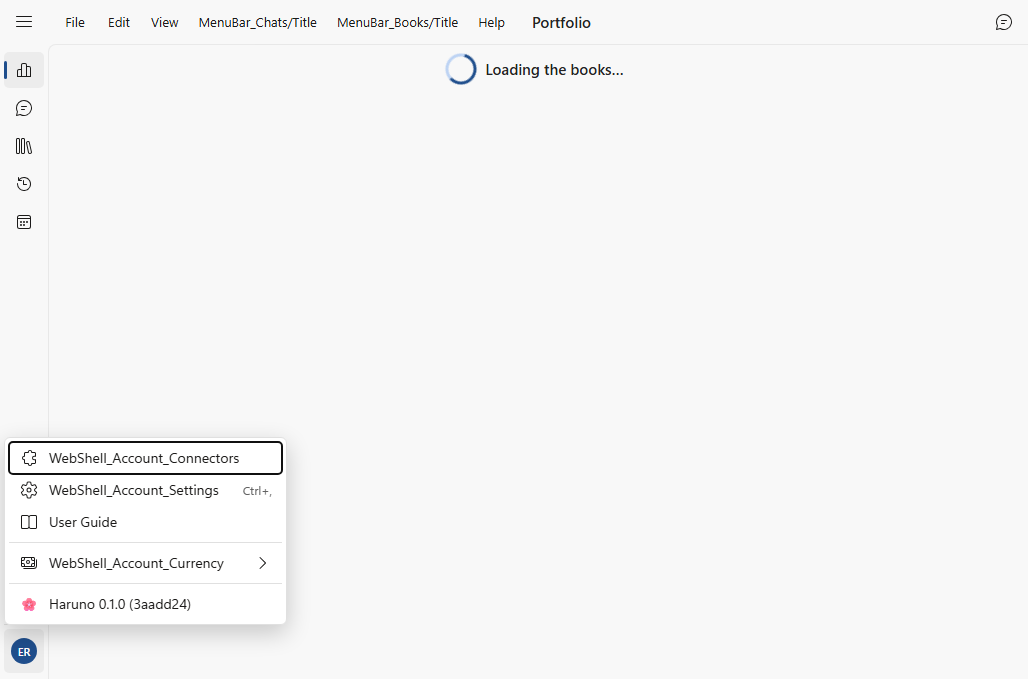 File Edit View MenuBar_Chats/Title MenuBar_Books/Title Help Portfolio
Loading the books...
WebShell_Account_Connectors
WebShell_Account_Settings Ctrl+,
User Guide
WebShell_Account_Currency
Haruno 0.1.0 (3aadd24)
ER